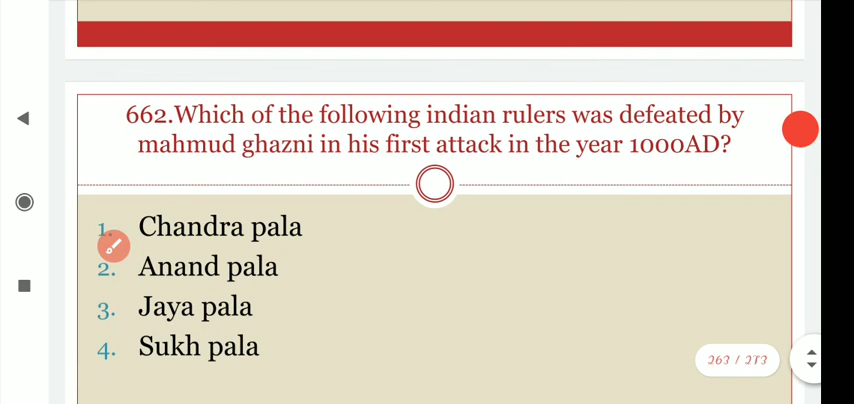 662.Which of the following indian rulers was defeated by
mahmud ghazni in his first attack in the year 1000AD?
1. Chandra pala
2. Anand pala
3. Jaya pala
4. Sukh pala
263 / 273